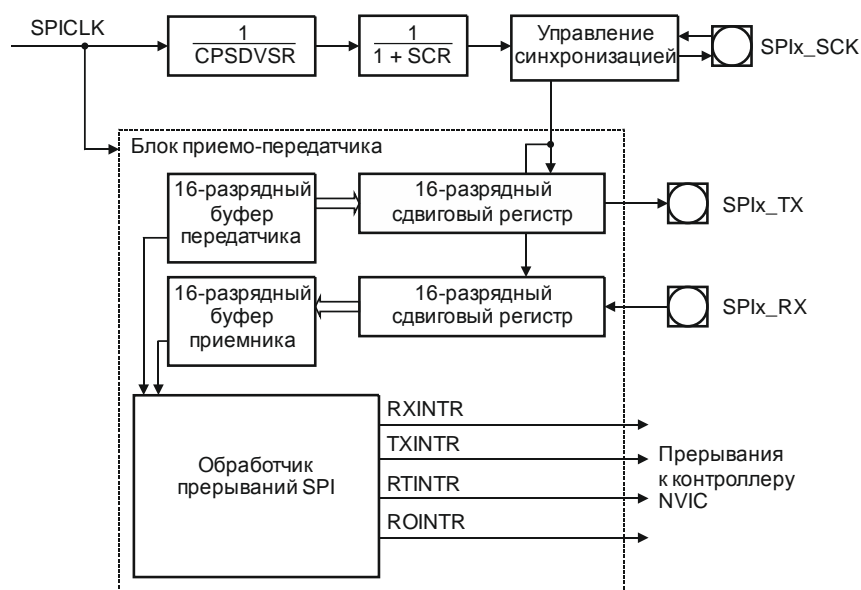 SPICLK
1
CPSDVSR
1
1 + SCR
Управление
синхронизацией
SPIx_SCK
Блок приемо-передатчика
16-разрядный
буфер
передатчика
16-разрядный
сдвиговый регистр
SPIx_TX
16-разрядный
буфер
приемника
16-разрядный
сдвиговый регистр
SPIx_RX
Обработчик
прерываний SPI
RXINTR
TXINTR
RTINTR
ROINTR
Прерывания
к контроллеру
NVIC